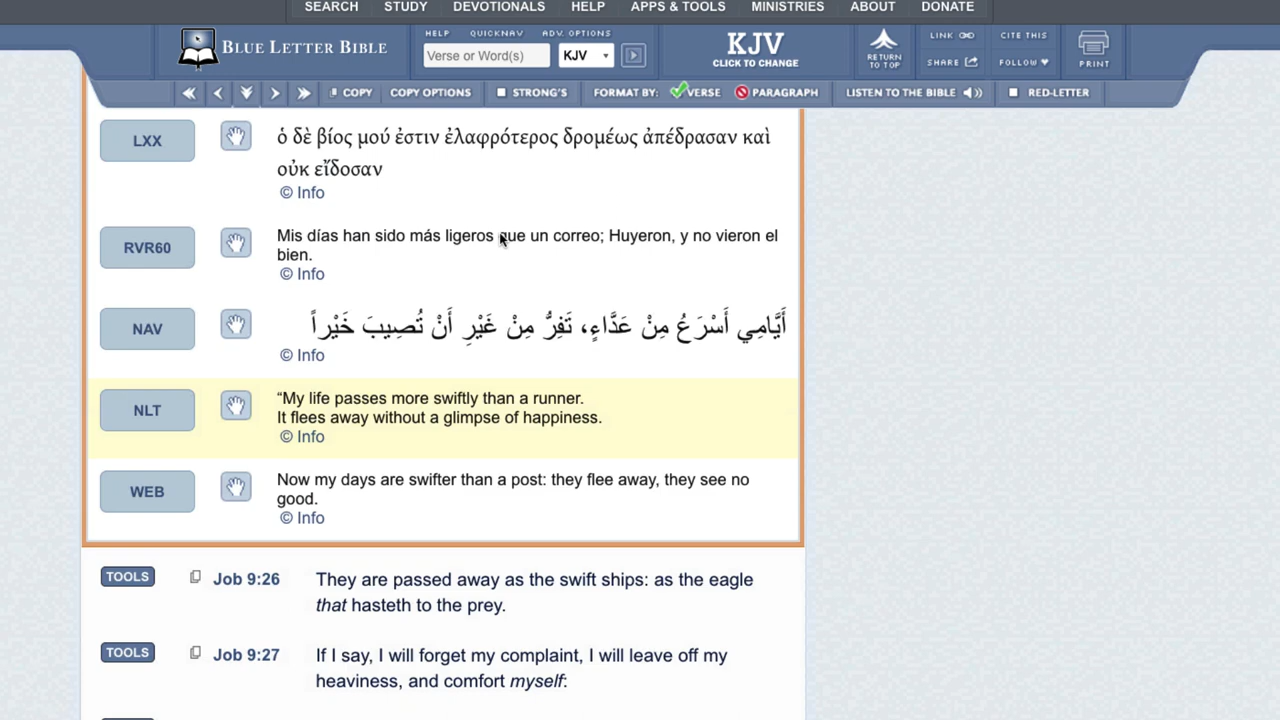 SEARCH STUDY DEVOTIONALS HELP APPS & TOOLS MINISTRIES ABOUT DONATE
BLUE LETTER BIBLE
HELP QUICKNAV ADV. OPTIONS
Verse or Word(s) KJV
KJV
CLICK TO CHANGE
RETURN
TO TOP
LINK
SHARE
CITE THIS
FOLLOW
PRINT
COPY COPY OPTIONS STRONG'S FORMAT BY: VERSE PARAGRAPH LISTEN TO THE BIBLE RED-LETTER
LXX
ὁ δὲ βίος μού ἐστιν ἐλαφρότερος δρομέως ἀπέδρασαν καὶ
οὐκ εἴδοσαν
© Info
RVR60
Mis días han sido más ligeros que un correo; Huyeron, y no vieron el
bien.
© Info
NAV
أَيَّامِي أَسْرَعُ مِنْ عَدَّاءٍ، تَفِرُّ مِنْ غَيْرِ أَنْ تُصِيبَ خَيْراً
© Info
NLT
“My life passes more swiftly than a runner.
It flees away without a glimpse of happiness.
© Info
WEB
Now my days are swifter than a post: they flee away, they see no
good.
© Info
TOOLS Job 9:26 They are passed away as the swift ships: as the eagle
that hasteth to the prey.
TOOLS Job 9:27 If I say, I will forget my complaint, I will leave off my
heaviness, and comfort myself: